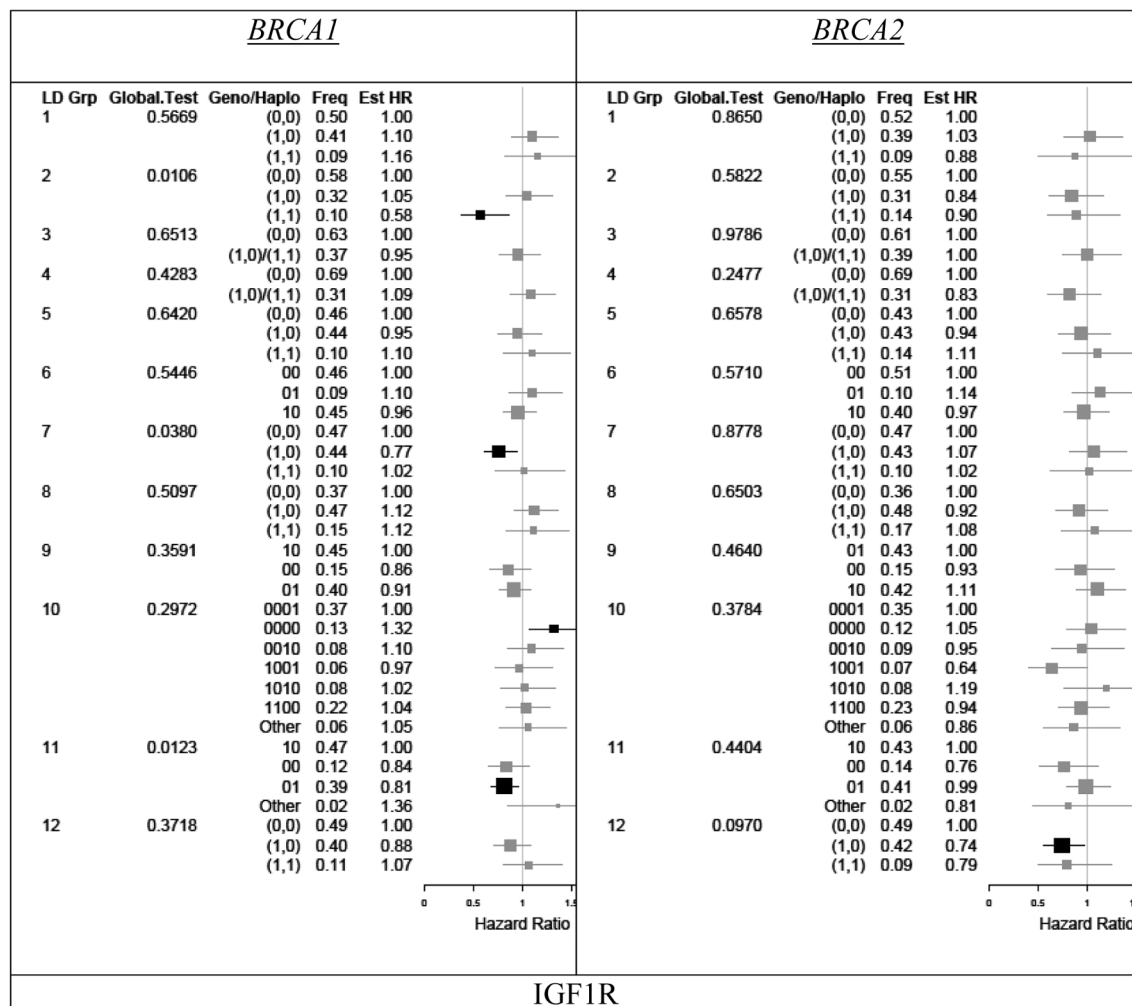 BRCA1
LD Grp Global.Test Geno/Haplo Freq Est HR
1 0.5669 (0,0) 0.50 1.00
(1,0) 0.41 1.10
(1,1) 0.09 1.16
2 0.0106 (0,0) 0.58 1.00
(1,0) 0.32 1.05
(1,1) 0.10 0.58
3 0.6513 (0,0) 0.63 1.00
(1,0)/(1,1) 0.37 0.95
4 0.4283 (0,0) 0.69 1.00
(1,0)/(1,1) 0.31 1.09
5 0.6420 (0,0) 0.46 1.00
(1,0) 0.44 0.95
(1,1) 0.10 1.10
6 0.5446 00 0.46 1.00
01 0.09 1.10
10 0.45 0.96
7 0.0380 (0,0) 0.47 1.00
(1,0) 0.44 0.77
(1,1) 0.10 1.02
8 0.5097 (0,0) 0.37 1.00
(1,0) 0.47 1.12
(1,1) 0.15 1.12
9 0.3591 10 0.45 1.00
00 0.15 0.86
01 0.40 0.91
10 0.2972 0001 0.37 1.00
0000 0.13 1.32
0010 0.08 1.10
1001 0.06 0.97
1010 0.08 1.02
1100 0.22 1.04
Other 0.06 1.05
11 0.0123 10 0.47 1.00
00 0.12 0.84
01 0.39 0.81
Other 0.02 1.36
12 0.3718 (0,0) 0.49 1.00
(1,0) 0.40 0.88
(1,1) 0.11 1.07
0 0.5 1 1.5
Hazard Ratio
BRCA2
LD Grp Global.Test Geno/Haplo Freq Est HR
1 0.8650 (0,0) 0.52 1.00
(1,0) 0.39 1.03
(1,1) 0.09 0.88
2 0.5822 (0,0) 0.55 1.00
(1,0) 0.31 0.84
(1,1) 0.14 0.90
3 0.9786 (0,0) 0.61 1.00
(1,0)/(1,1) 0.39 1.00
4 0.2477 (0,0) 0.69 1.00
(1,0)/(1,1) 0.31 0.83
5 0.6578 (0,0) 0.43 1.00
(1,0) 0.43 0.94
(1,1) 0.14 1.11
6 0.5710 00 0.51 1.00
01 0.10 1.14
10 0.40 0.97
7 0.8778 (0,0) 0.47 1.00
(1,0) 0.43 1.07
(1,1) 0.10 1.02
8 0.6503 (0,0) 0.36 1.00
(1,0) 0.48 0.92
(1,1) 0.17 1.08
9 0.4640 01 0.43 1.00
00 0.15 0.93
10 0.42 1.11
10 0.3784 0001 0.35 1.00
0000 0.12 1.05
0010 0.09 0.95
1001 0.07 0.64
1010 0.08 1.19
1100 0.23 0.94
Other 0.06 0.86
11 0.4404 10 0.43 1.00
00 0.14 0.76
01 0.41 0.99
Other 0.02 0.81
12 0.0970 (0,0) 0.49 1.00
(1,0) 0.42 0.74
(1,1) 0.09 0.79
0 0.5 1
Hazard Ratio
IGF1R